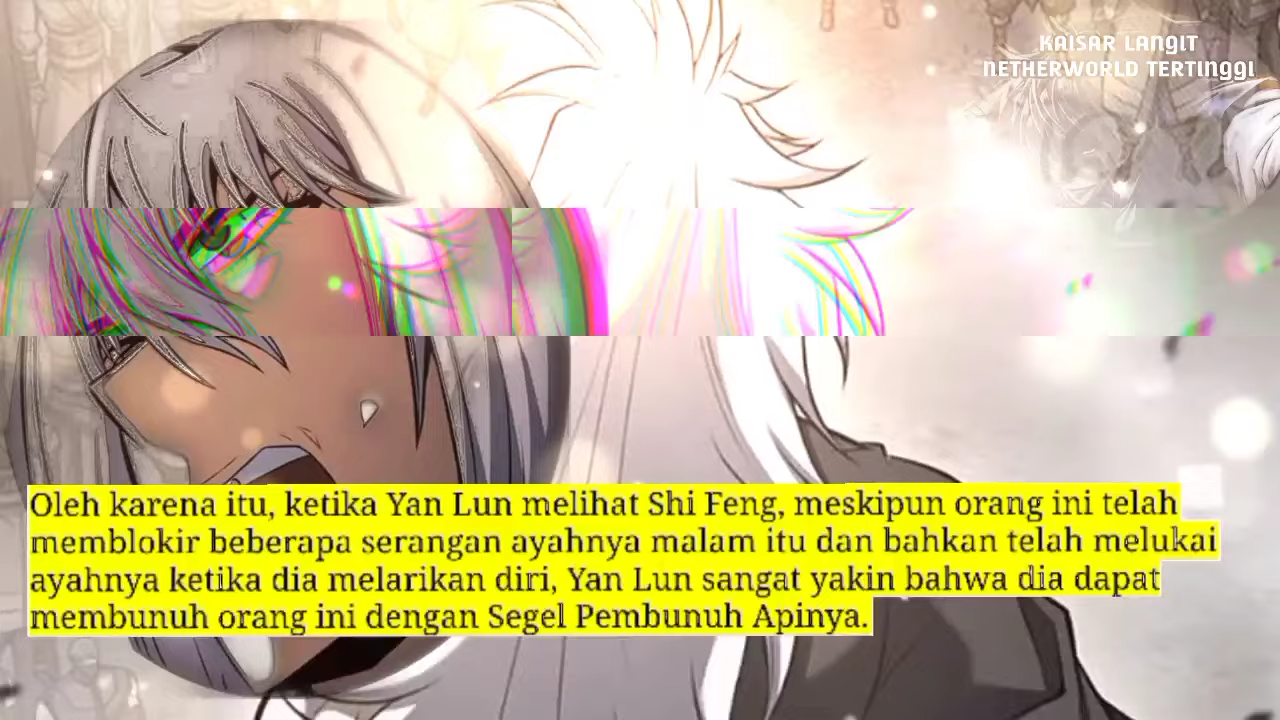 KAISAR LANGIT
NETHERWORLD TERTINGGI
Oleh karena itu, ketika Yan Lun melihat Shi Feng, meskipun orang ini telah
memblokir beberapa serangan ayahnya malam itu dan bahkan telah melukai
ayahnya ketika dia melarikan diri, Yan Lun sangat yakin bahwa dia dapat
membunuh orang ini dengan Segel Pembunuh Apinya.